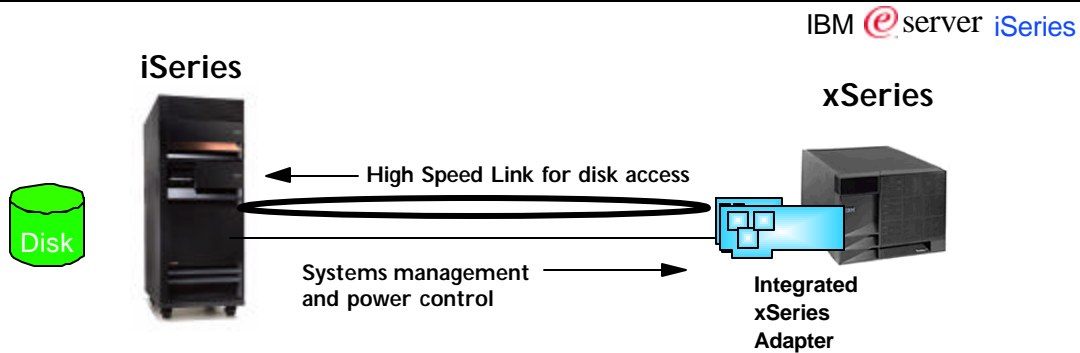 IBM e server iSeries
iSeries
xSeries
High Speed Link for disk access
Disk
Systems management
and power control
Integrated
xSeries
Adapter